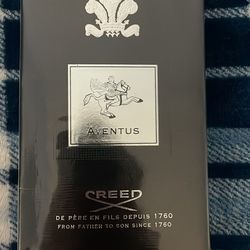 AVENTUS
CREED
DE PÈRE EN FILS DEPUIS 1760
FROM FATHER TO SON SINCE 1760